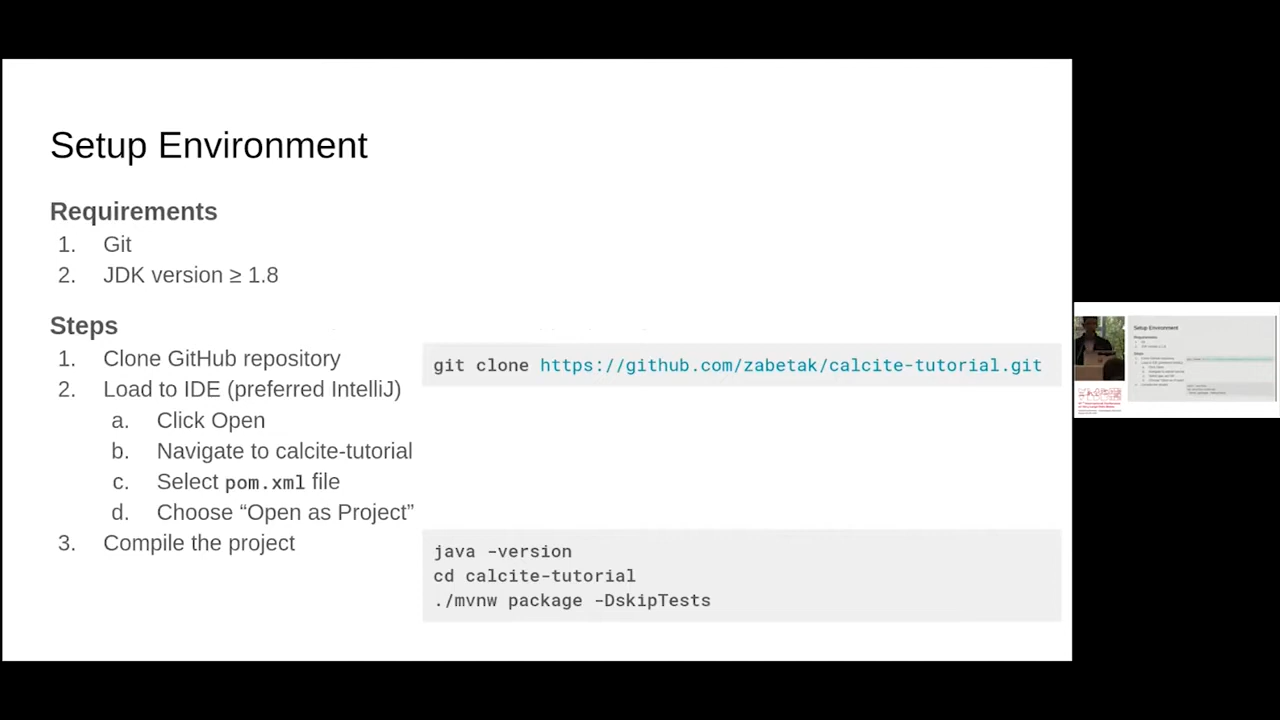 Setup Environment
Requirements
1. Git
2. JDK version ≥ 1.8
Steps
1. Clone GitHub repository
git clone https://github.com/zabetak/calcite-tutorial.git
2. Load to IDE (preferred IntelliJ)
a. Click Open
b. Navigate to calcite-tutorial
c. Select pom.xml file
d. Choose “Open as Project”
3. Compile the project
java -version
cd calcite-tutorial
./mvnw package -DskipTests
Setup Environment